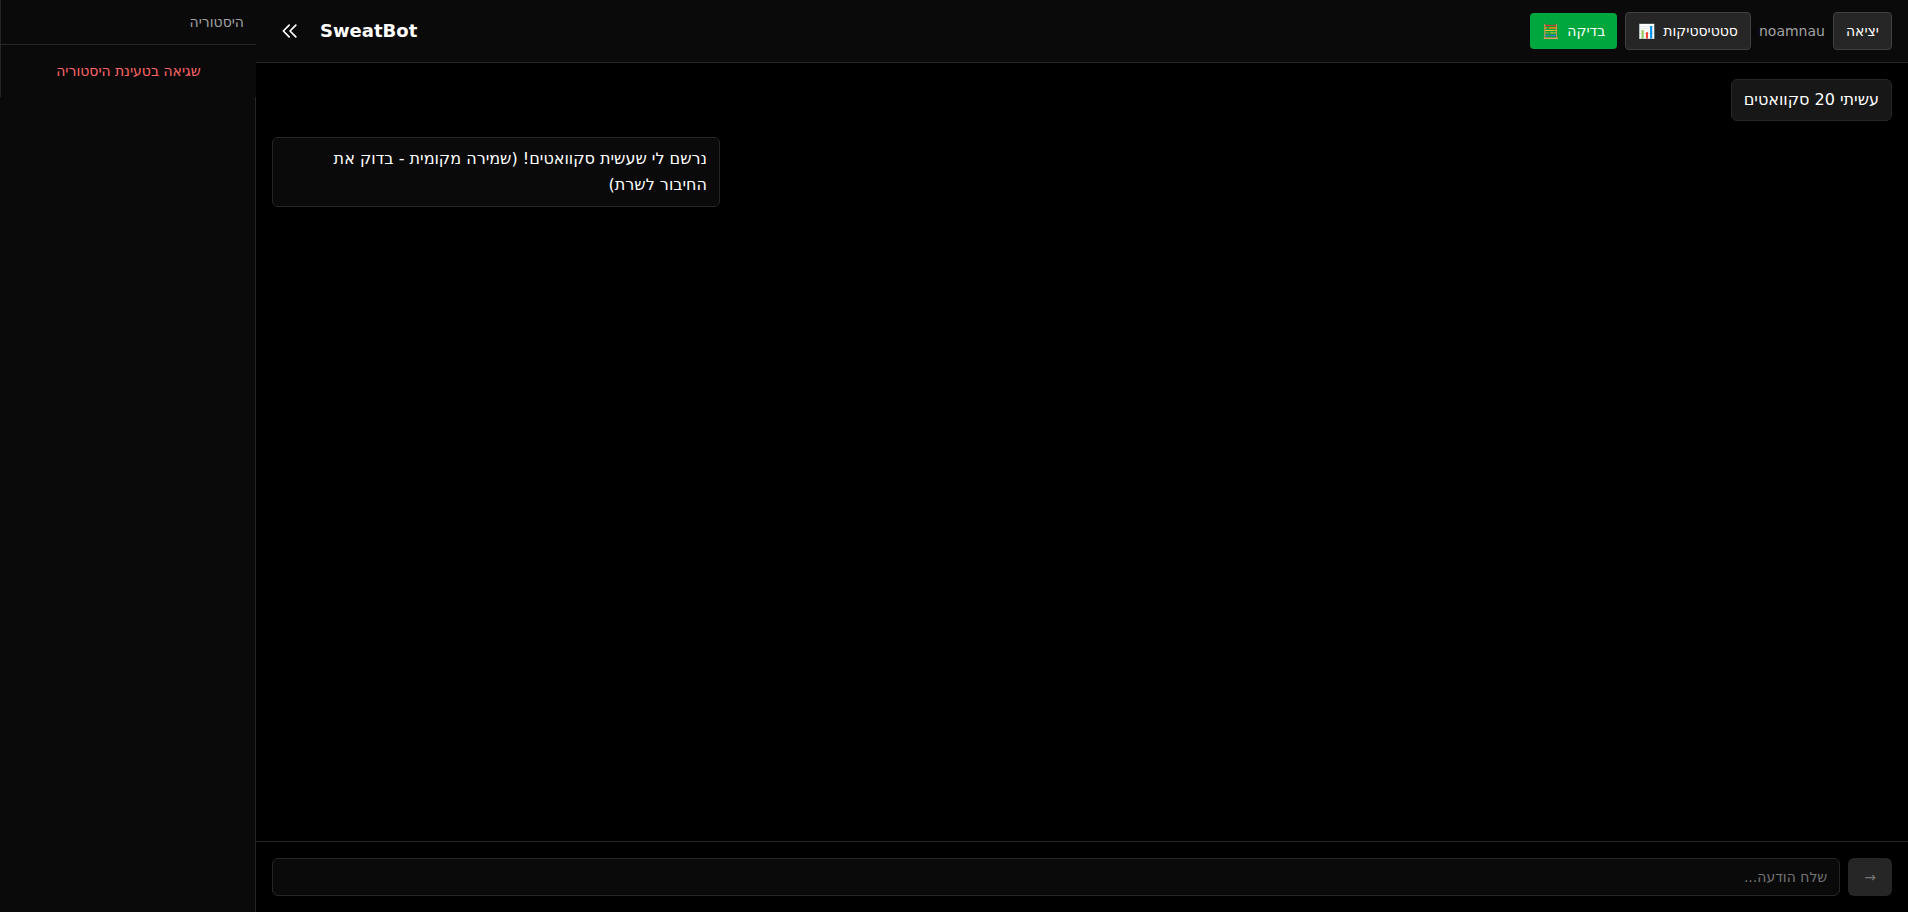 יציאה
noamnau
סטטיסטיקות 📊
בדיקה 🧮
SweatBot
היסטוריה
שגיאה בטעינת היסטוריה
עשיתי 20 סקוואטים
נרשם לי שעשית סקוואטים! (שמירה מקומית - בדוק את
החיבור לשרת)
שלח הודעה...
→